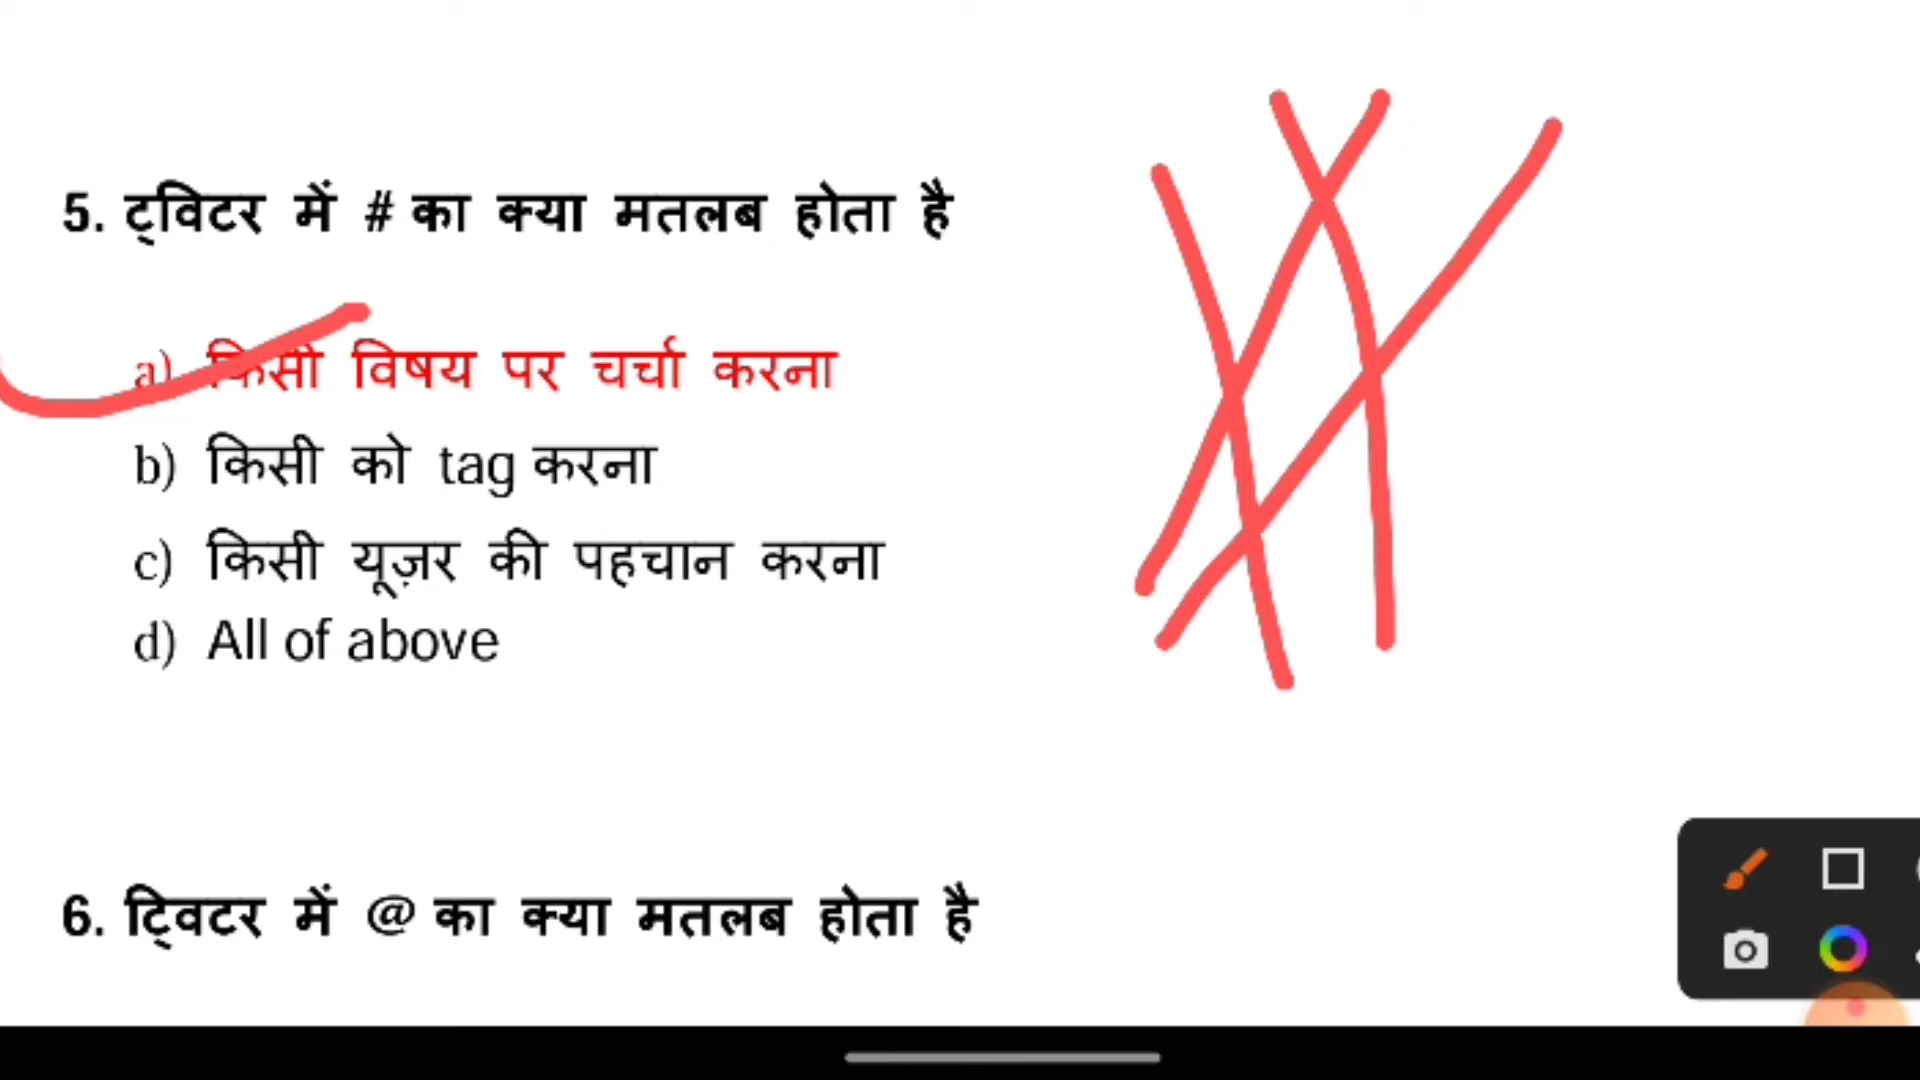 5. ट्विटर में # का क्या मतलब होता है
a) किसी विषय पर चर्चा करना
b) किसी को tag करना
c) किसी यूज़र की पहचान करना
d) All of above
6. ट्विटर में @ का क्या मतलब होता है